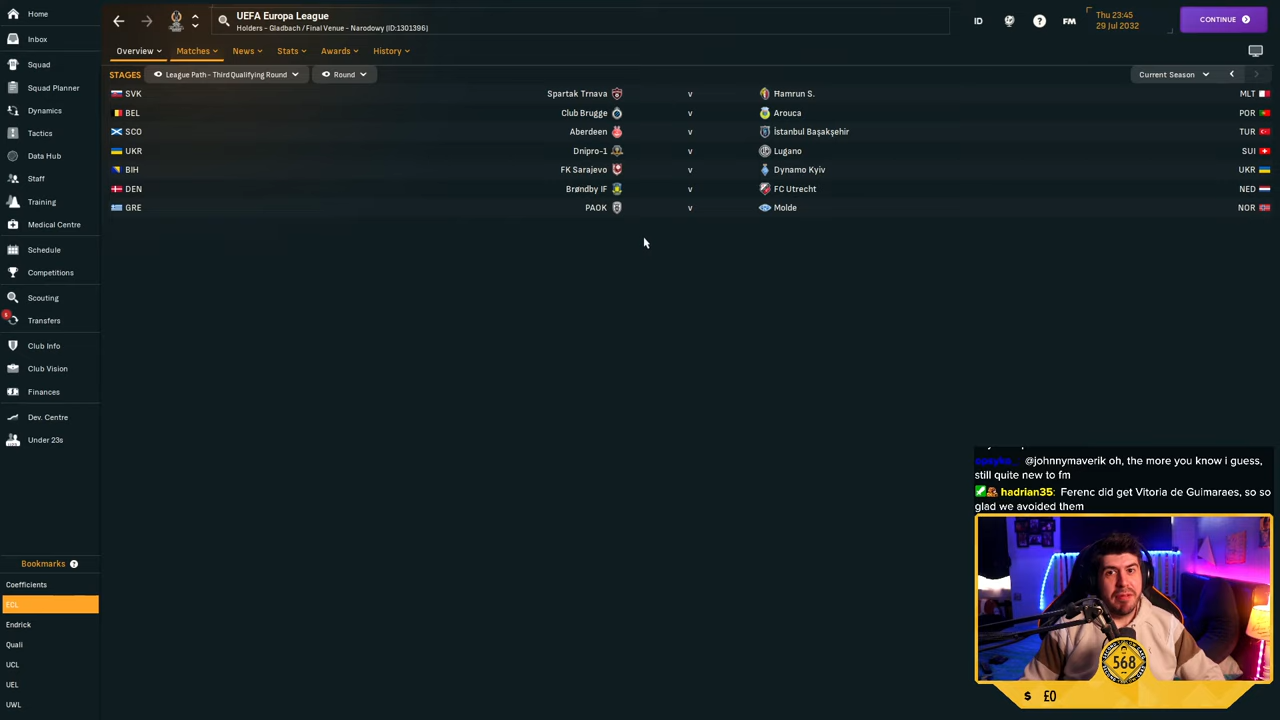 Home
Inbox
Squad
Squad Planner
Dynamics
Tactics
Data Hub
Staff
Training
Medical Centre
Schedule
Competitions
Scouting
Transfers
Club Info
Club Vision
Finances
Dev. Centre
Under 23s
Bookmarks ?
Coefficients
ECL
Endrick
Quali
UCL
UEL
UWL
UEFA Europa League
Holders - Gladbach / Final Venue - Narodowy (ID:1301396)
ID ? FM
Thu 23:45
29 Jul 2032
CONTINUE
Overview Matches News Stats Awards History
STAGES League Path - Third Qualifying Round Round Current Season
SVK Spartak Trnava v Hamrun S. MLT
BEL Club Brugge v Arouca POR
SCO Aberdeen v İstanbul Başakşehir TUR
UKR Dnipro-1 v Lugano SUI
BIH FK Sarajevo v Dynamo Kyiv UKR
DEN Brøndby IF v FC Utrecht NED
GRE PAOK v Molde NOR
@johnnymaverik oh, the more you know i guess,
still quite new to fm
hadrian35: Ferenc did get Vitoria de Guimaraes, so so
glad we avoided them
568
$ £0